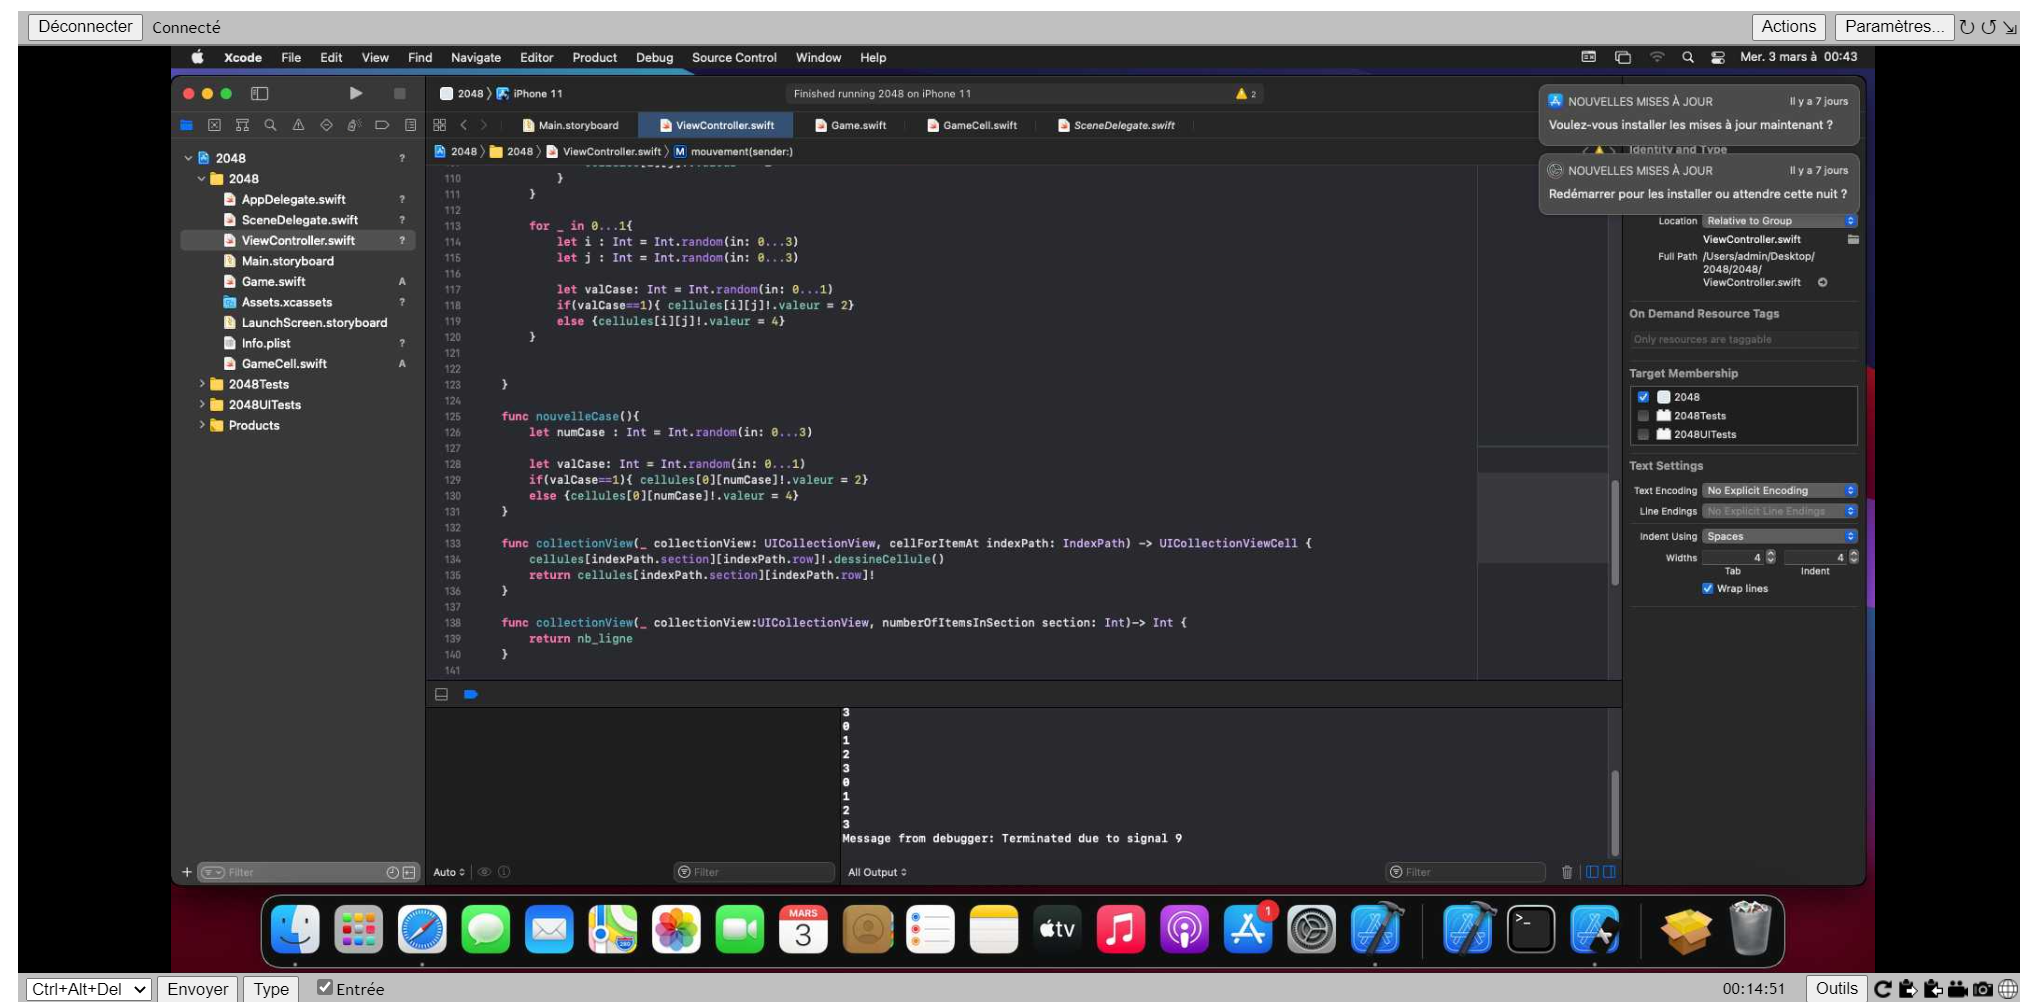 Déconnecter Connecté Actions Paramètres...
Xcode File Edit View Find Navigate Editor Product Debug Source Control Window Help Mer. 3 mars à 00:43
2048 iPhone 11 Finished running 2048 on iPhone 11 2
Main.storyboard ViewController.swift Game.swift GameCell.swift SceneDelegate.swift
2048 2048 ViewController.swift M mouvement(sender:)
2048 ?
2048
AppDelegate.swift ?
SceneDelegate.swift ?
ViewController.swift ?
Main.storyboard
Game.swift A
Assets.xcassets ?
LaunchScreen.storyboard
Info.plist ?
GameCell.swift A
2048Tests
2048UITests
Products
Filter
110 }
111 }
112
113 for _ in 0...1{
114 let i : Int = Int.random(in: 0...3)
115 let j : Int = Int.random(in: 0...3)
116
117 let valCase: Int = Int.random(in: 0...1)
118 if(valCase==1){ cellules[i][j]!.valeur = 2}
119 else {cellules[i][j]!.valeur = 4}
120 }
121
122
123 }
124
125 func nouvelleCase(){
126 let numCase : Int = Int.random(in: 0...3)
127
128 let valCase: Int = Int.random(in: 0...1)
129 if(valCase==1){ cellules[0][numCase]!.valeur = 2}
130 else {cellules[0][numCase]!.valeur = 4}
131 }
132
133 func collectionView(_ collectionView: UICollectionView, cellForItemAt indexPath: IndexPath) -> UICollectionViewCell {
134 cellules[indexPath.section][indexPath.row]!.dessineCellule()
135 return cellules[indexPath.section][indexPath.row]!
136 }
137
138 func collectionView(_ collectionView:UICollectionView, numberOfItemsInSection section: Int)-> Int {
139 return nb_ligne
140 }
141
3
0
1
2
3
0
1
2
3
Message from debugger: Terminated due to signal 9
Auto Filter All Output Filter
NOUVELLES MISES À JOUR Il y a 7 jours
Voulez-vous installer les mises à jour maintenant ?
Identity and Type
NOUVELLES MISES À JOUR Il y a 7 jours
Redémarrer pour les installer ou attendre cette nuit ?
Location Relative to Group
ViewController.swift
Full Path /Users/admin/Desktop/
2048/2048/
ViewController.swift
On Demand Resource Tags
Only resources are taggable
Target Membership
2048
2048Tests
2048UITests
Text Settings
Text Encoding No Explicit Encoding
Line Endings No Explicit Line Endings
Indent Using Spaces
Widths 4 4
Tab Indent
Wrap lines
MARS
3
280
tv
1
Ctrl+Alt+Del Envoyer Type Entrée 00:14:51 Outils